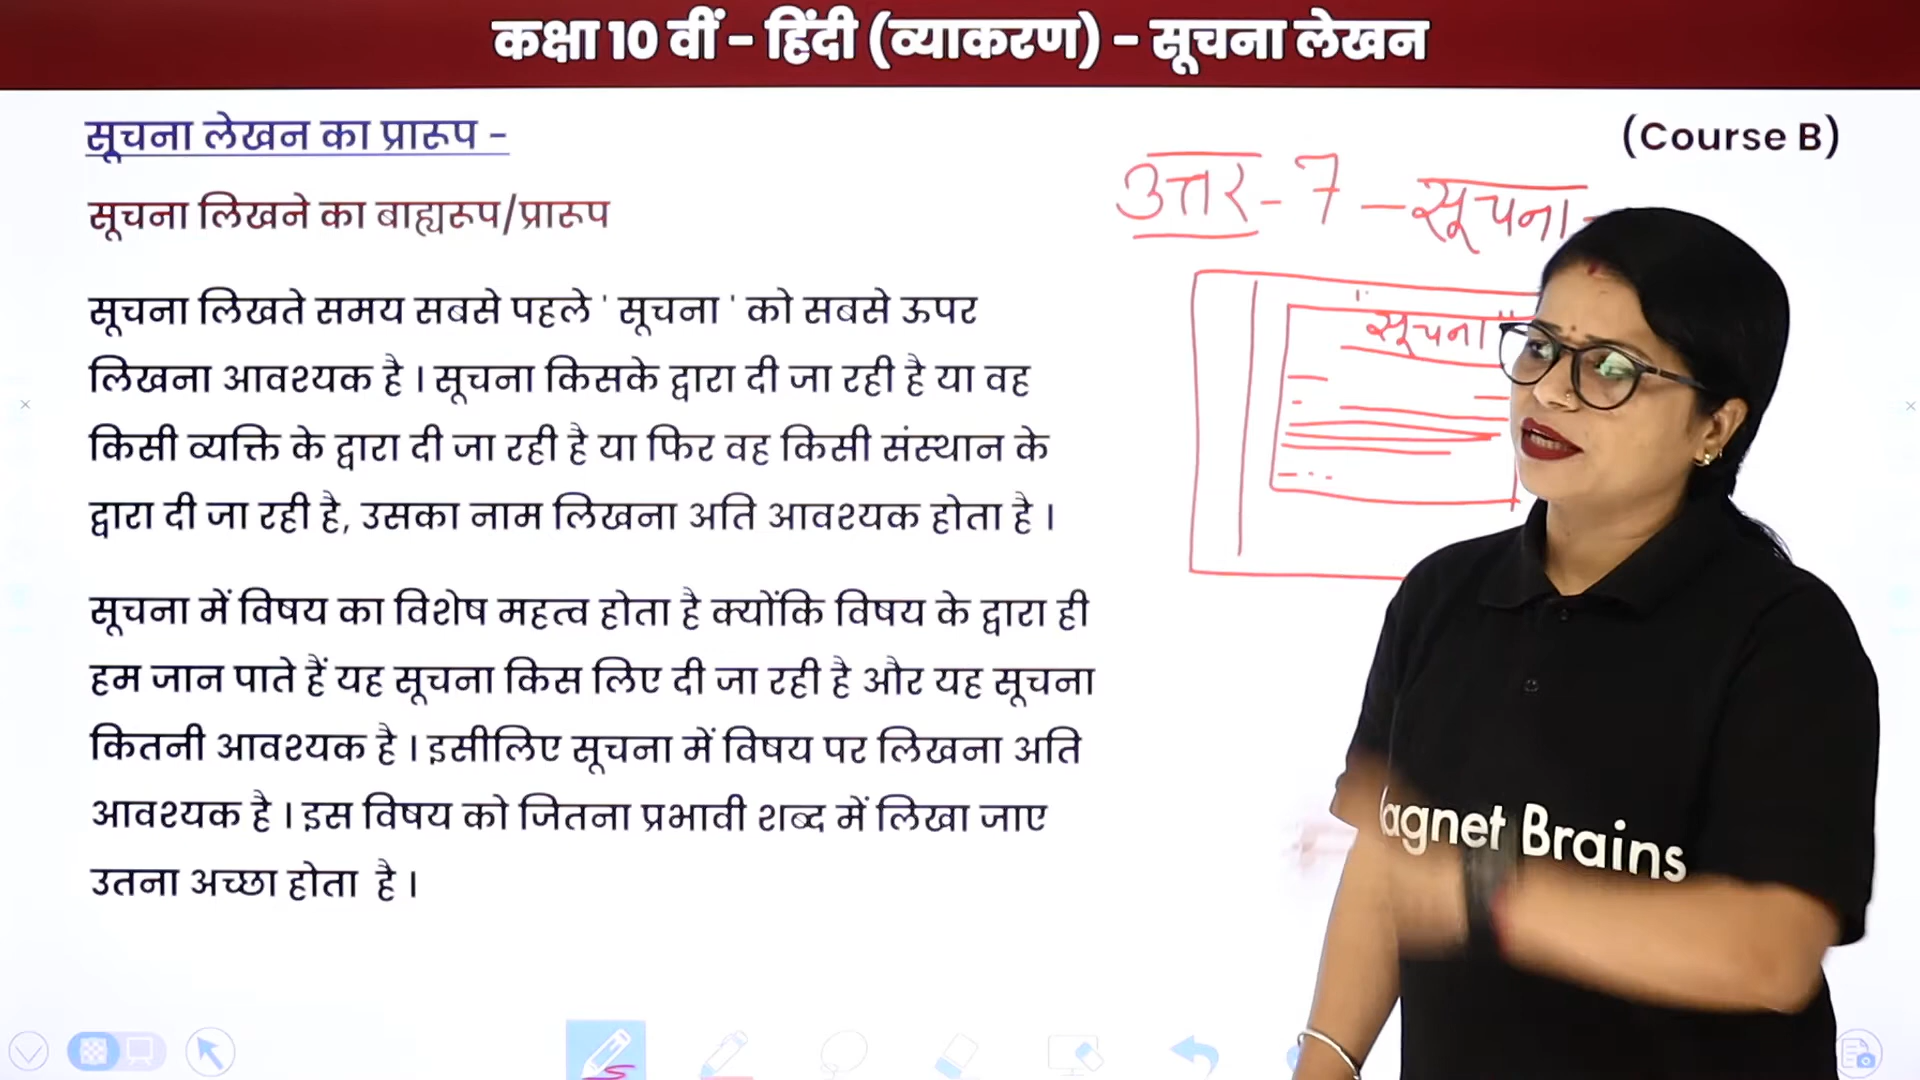 कक्षा 10 वीं - हिंदी (व्याकरण) - सूचना लेखन
सूचना लेखन का प्रारूप -
(Course B)
उत्तर - 7 - सूचना -
सूचना लिखने का बाह्यरूप/प्रारूप
सूचना लिखते समय सबसे पहले ' सूचना ' को सबसे ऊपर
लिखना आवश्यक है । सूचना किसके द्वारा दी जा रही है या वह
किसी व्यक्ति के द्वारा दी जा रही है या फिर वह किसी संस्थान के
द्वारा दी जा रही है, उसका नाम लिखना अति आवश्यक होता है ।
सूचना में विषय का विशेष महत्व होता है क्योंकि विषय के द्वारा ही
हम जान पाते हैं यह सूचना किस लिए दी जा रही है और यह सूचना
कितनी आवश्यक है । इसीलिए सूचना में विषय पर लिखना अति
आवश्यक है । इस विषय को जितना प्रभावी शब्द में लिखा जाए
उतना अच्छा होता है ।
" सूचना "
agnet Brains